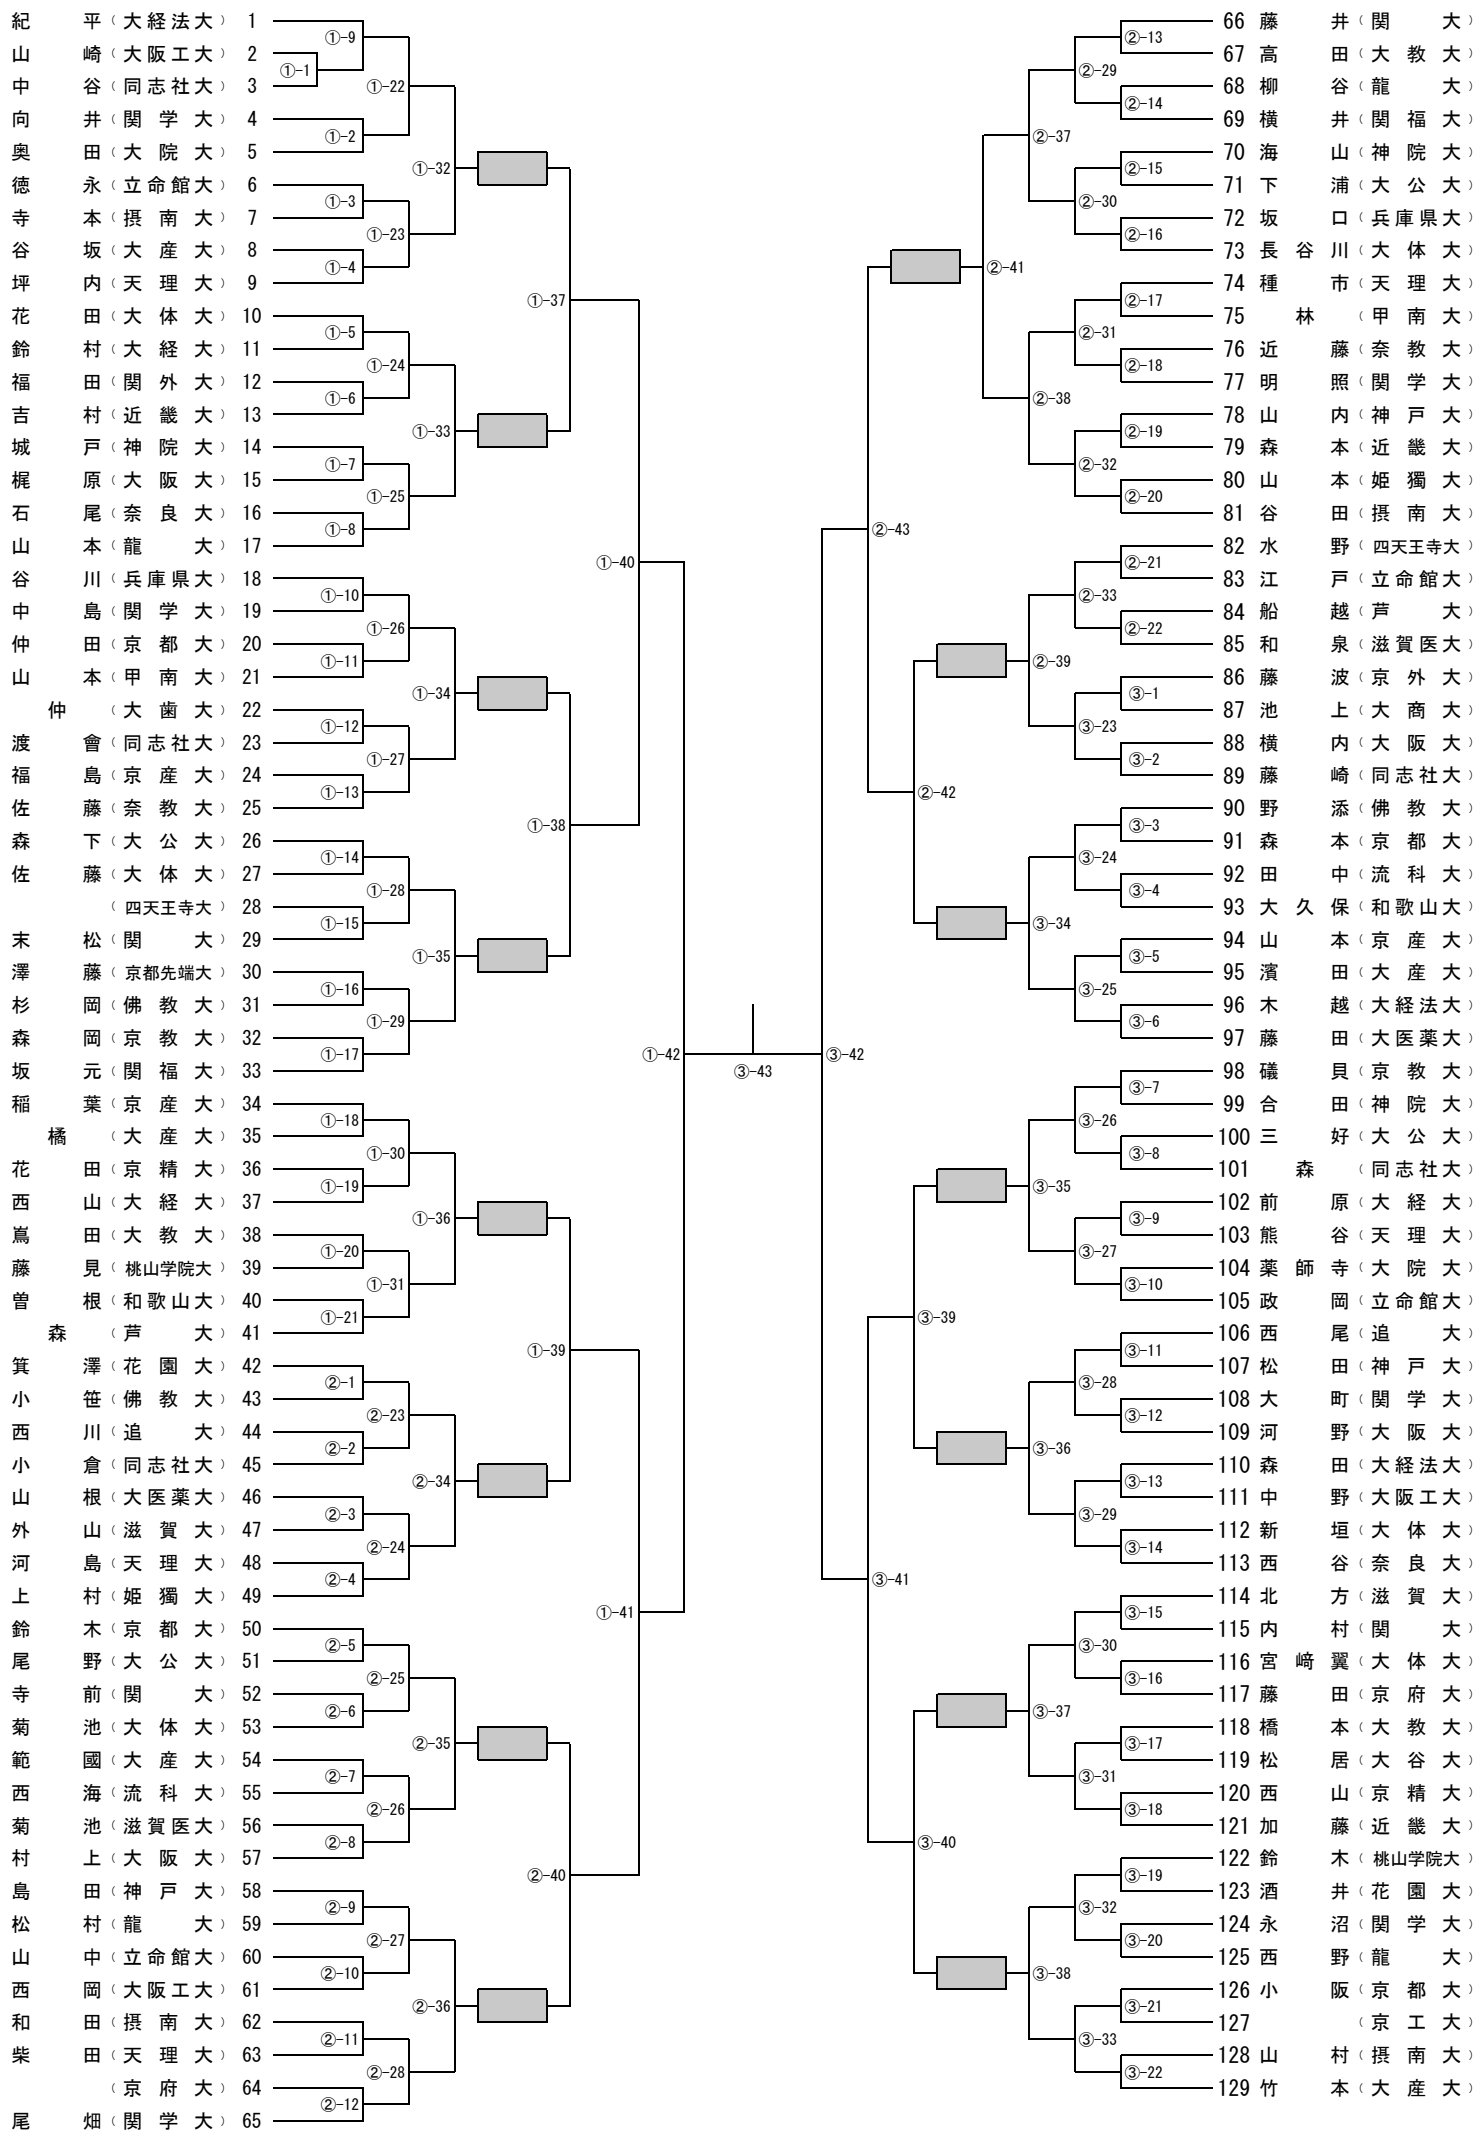 紀平（大経法大）1
山崎（大阪工大）2
中谷（同志社大）3
向井（関学大）4
奥田（大院大）5
徳永（立命館大）6
寺本（摂南大）7
谷坂（大産大）8
坪内（天理大）9
花田（大体大）10
鈴村（大経大）11
福田（関外大）12
吉村（近畿大）13
城戸（神院大）14
梶原（大阪大）15
石尾（奈良大）16
山本（龍大）17
谷川（兵庫県大）18
中島（関学大）19
仲田（京都大）20
山本（甲南大）21
仲（大歯大）22
渡會（同志社大）23
福島（京産大）24
佐藤（奈教大）25
森下（大公大）26
佐藤（大体大）27
（四天王寺大）28
末松（関大）29
澤藤（京都先端大）30
杉岡（佛教大）31
森岡（京教大）32
坂元（関福大）33
稲葉（京産大）34
橘（大産大）35
花田（京精大）36
西山（大経大）37
嶌田（大教大）38
藤見（桃山学院大）39
曽根（和歌山大）40
森（芦大）41
箕澤（花園大）42
小笹（佛教大）43
西川（追大）44
小倉（同志社大）45
山根（大医薬大）46
外山（滋賀大）47
河島（天理大）48
上村（姫獨大）49
鈴木（京都大）50
尾野（大公大）51
寺前（関大）52
菊池（大体大）53
範國（大産大）54
西海（流科大）55
菊池（滋賀医大）56
村上（大阪大）57
島田（神戸大）58
松村（龍大）59
山中（立命館大）60
西岡（大阪工大）61
和田（摂南大）62
柴田（天理大）63
（京府大）64
尾畑（関学大）65
①-1
①-2
①-3
①-4
①-5
①-6
①-7
①-8
①-9
①-10
①-11
①-12
①-13
①-14
①-15
①-16
①-17
①-18
①-19
①-20
①-21
②-1
②-2
②-3
②-4
②-5
②-6
②-7
②-8
②-9
②-10
②-11
②-12
①-22
①-23
①-24
①-25
①-26
①-27
①-28
①-29
①-30
①-31
②-23
②-24
②-25
②-26
②-27
②-28
①-32
①-33
①-34
①-35
①-36
②-34
②-35
②-36
①-37
①-38
①-39
②-40
①-40
①-41
①-42
③-43
③-42
②-43
③-41
②-41
②-42
③-39
③-40
②-37
②-38
②-39
③-34
③-35
③-36
③-37
③-38
②-29
②-30
②-31
②-32
②-33
③-23
③-24
③-25
③-26
③-27
③-28
③-29
③-30
③-31
③-32
③-33
②-13
②-14
②-15
②-16
②-17
②-18
②-19
②-20
②-21
②-22
③-1
③-2
③-3
③-4
③-5
③-6
③-7
③-8
③-9
③-10
③-11
③-12
③-13
③-14
③-15
③-16
③-17
③-18
③-19
③-20
③-21
③-22
66 藤井（関大）
67 高田（大教大）
68 柳谷（龍大）
69 横井（関福大）
70 海山（神院大）
71 下浦（大公大）
72 坂口（兵庫県大）
73 長谷川（大体大）
74 種市（天理大）
75 林（甲南大）
76 近藤（奈教大）
77 明照（関学大）
78 山内（神戸大）
79 森本（近畿大）
80 山本（姫獨大）
81 谷田（摂南大）
82 水野（四天王寺大）
83 江戸（立命館大）
84 船越（芦大）
85 和泉（滋賀医大）
86 藤波（京外大）
87 池上（大商大）
88 横内（大阪大）
89 藤崎（同志社大）
90 野添（佛教大）
91 森本（京都大）
92 田中（流科大）
93 大久保（和歌山大）
94 山本（京産大）
95 濱田（大産大）
96 木越（大経法大）
97 藤田（大医薬大）
98 礒貝（京教大）
99 合田（神院大）
100 三好（大公大）
101 森（同志社大）
102 前原（大経大）
103 熊谷（天理大）
104 薬師寺（大院大）
105 政岡（立命館大）
106 西尾（追大）
107 松田（神戸大）
108 大町（関学大）
109 河野（大阪大）
110 森田（大経法大）
111 中野（大阪工大）
112 新垣（大体大）
113 西谷（奈良大）
114 北方（滋賀大）
115 内村（関大）
116 宮﨑翼（大体大）
117 藤田（京府大）
118 橋本（大教大）
119 松居（大谷大）
120 西山（京精大）
121 加藤（近畿大）
122 鈴木（桃山学院大）
123 酒井（花園大）
124 永沼（関学大）
125 西野（龍大）
126 小阪（京都大）
127（京工大）
128 山村（摂南大）
129 竹本（大産大）